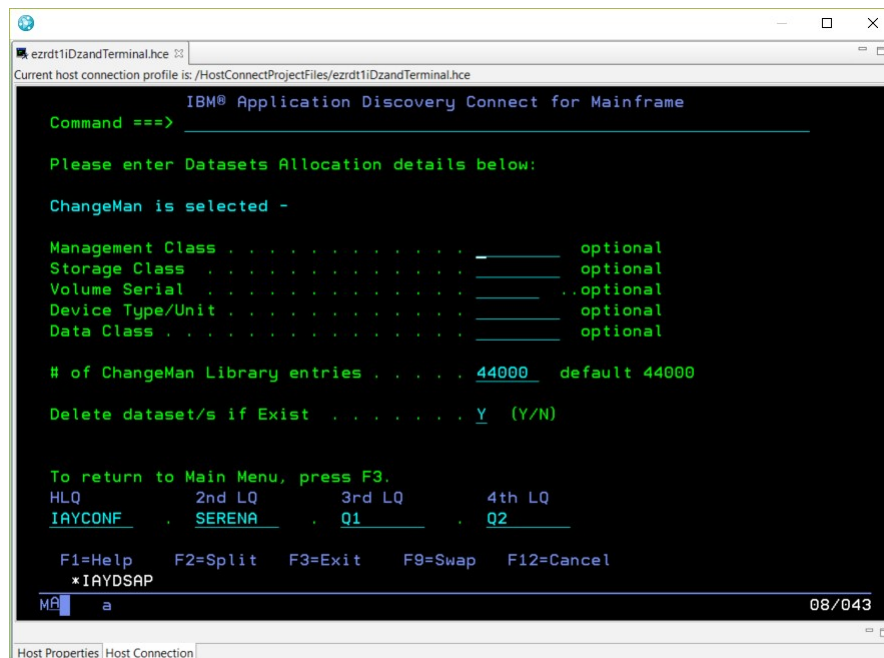 ezrdt1iDzandTerminal.hce
Current host connection profile is: /HostConnectProjectFiles/ezrdt1iDzandTerminal.hce
IBM® Application Discovery Connect for Mainframe
Command ===>
Please enter Datasets Allocation details below:
ChangeMan is selected -
Management Class . . . . . . . . . . . . optional
Storage Class . . . . . . . . . . . . . optional
Volume Serial . . . . . . . . . . . . . ..optional
Device Type/Unit . . . . . . . . . . . . optional
Data Class . . . . . . . . . . . . . . . optional
# of ChangeMan Library entries . . . . . 44000 default 44000
Delete dataset/s if Exist . . . . . . . Y (Y/N)
To return to Main Menu, press F3.
HLQ 2nd LQ 3rd LQ 4th LQ
IAYCONF . SERENA . Q1 . Q2
F1=Help F2=Split F3=Exit F9=Swap F12=Cancel
*IAYDSAP
MA a 08/043
Host Properties Host Connection